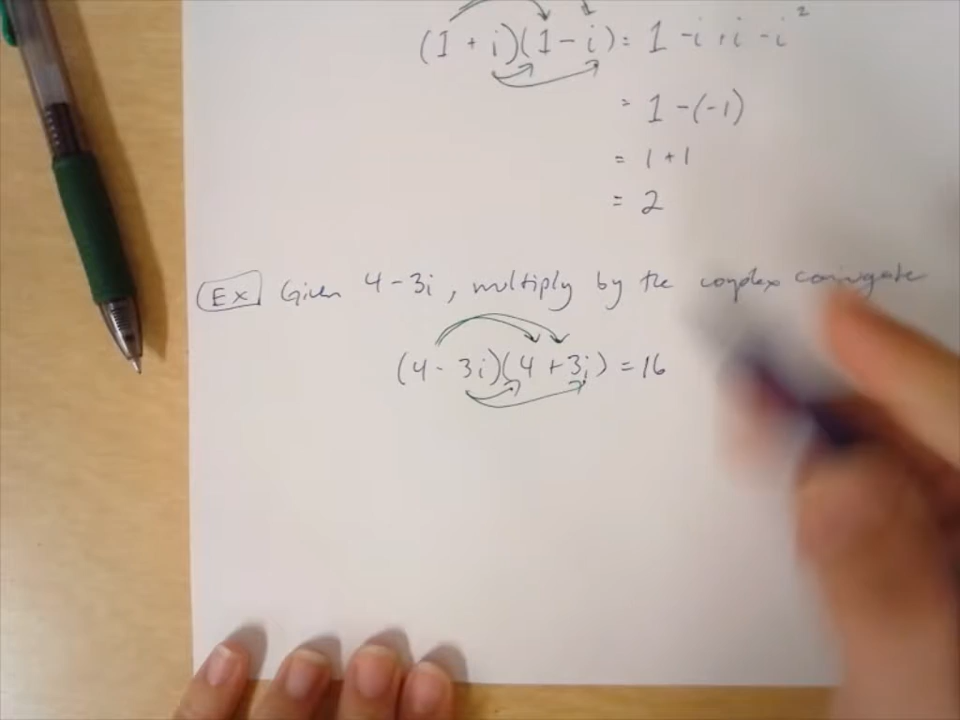 (1 + i)(1 - i) = 1 - i + i - i²
= 1 - (-1)
= 1 + 1
= 2
Ex Given 4 - 3i, multiply by the complex conjugate
(4 - 3i)(4 + 3i) = 16